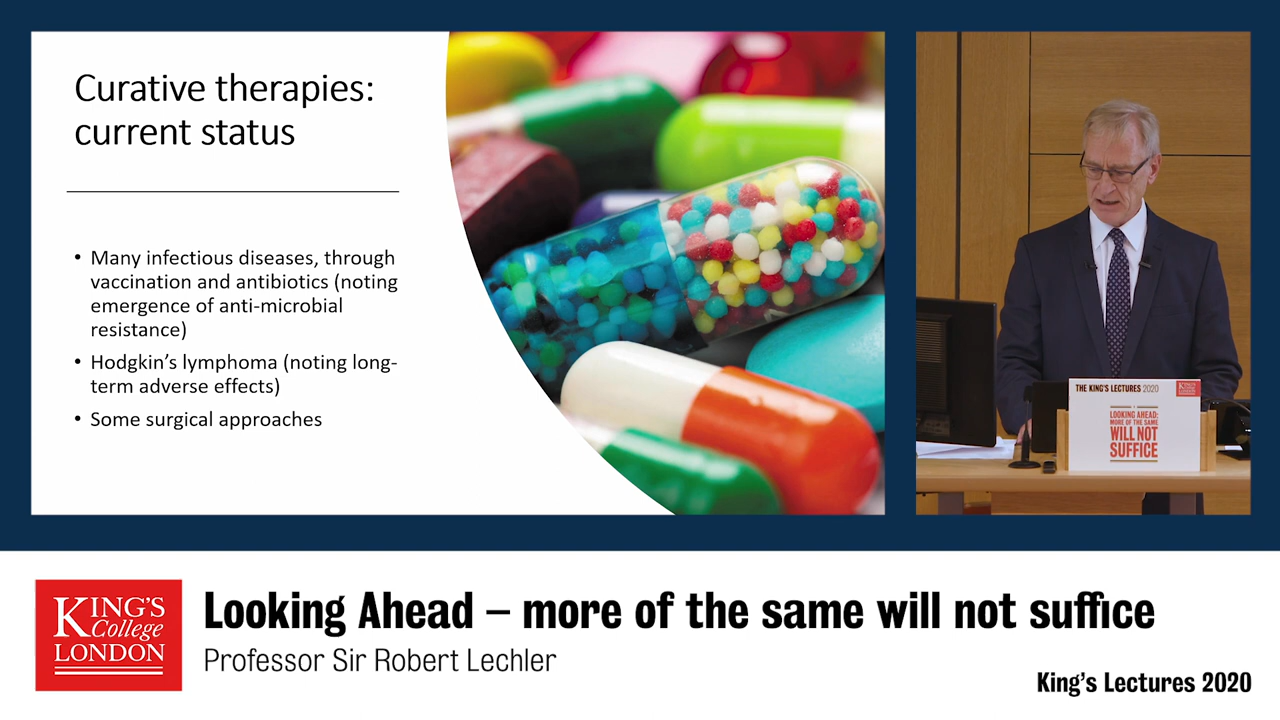 Curative therapies:
current status
• Many infectious diseases, through
vaccination and antibiotics (noting
emergence of anti-microbial
resistance)
• Hodgkin’s lymphoma (noting long-
term adverse effects)
• Some surgical approaches
THE KING'S LECTURES 2020
LOOKING AHEAD:
MORE OF THE SAME
WILL NOT
SUFFICE
KING'S
College
LONDON
Looking Ahead – more of the same will not suffice
Professor Sir Robert Lechler
King’s Lectures 2020